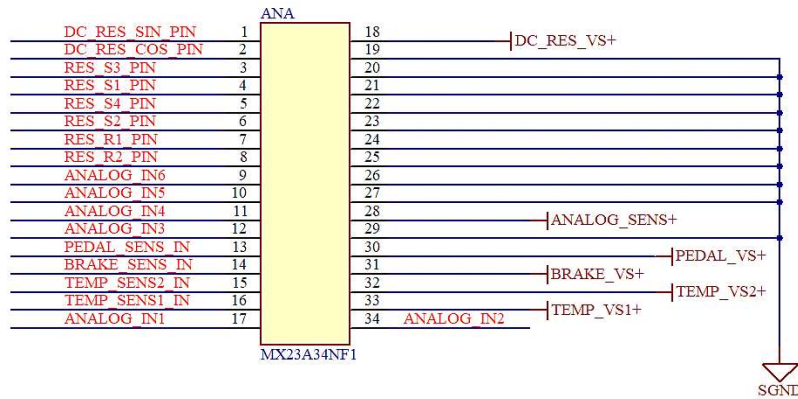 ANA
DC_RES_SIN_PIN 1 18 DC_RES_VS+
DC_RES_COS_PIN 2 19
RES_S3_PIN 3 20
RES_S1_PIN 4 21
RES_S4_PIN 5 22
RES_S2_PIN 6 23
RES_R1_PIN 7 24
RES_R2_PIN 8 25
ANALOG_IN6 9 26
ANALOG_IN5 10 27
ANALOG_IN4 11 28 ANALOG_SENS+
ANALOG_IN3 12 29
PEDAL_SENS_IN 13 30 PEDAL_VS+
BRAKE_SENS_IN 14 31 BRAKE_VS+
TEMP_SENS2_IN 15 32 TEMP_VS2+
TEMP_SENS1_IN 16 33 TEMP_VS1+
ANALOG_IN1 17 34 ANALOG_IN2
MX23A34NF1
SGND